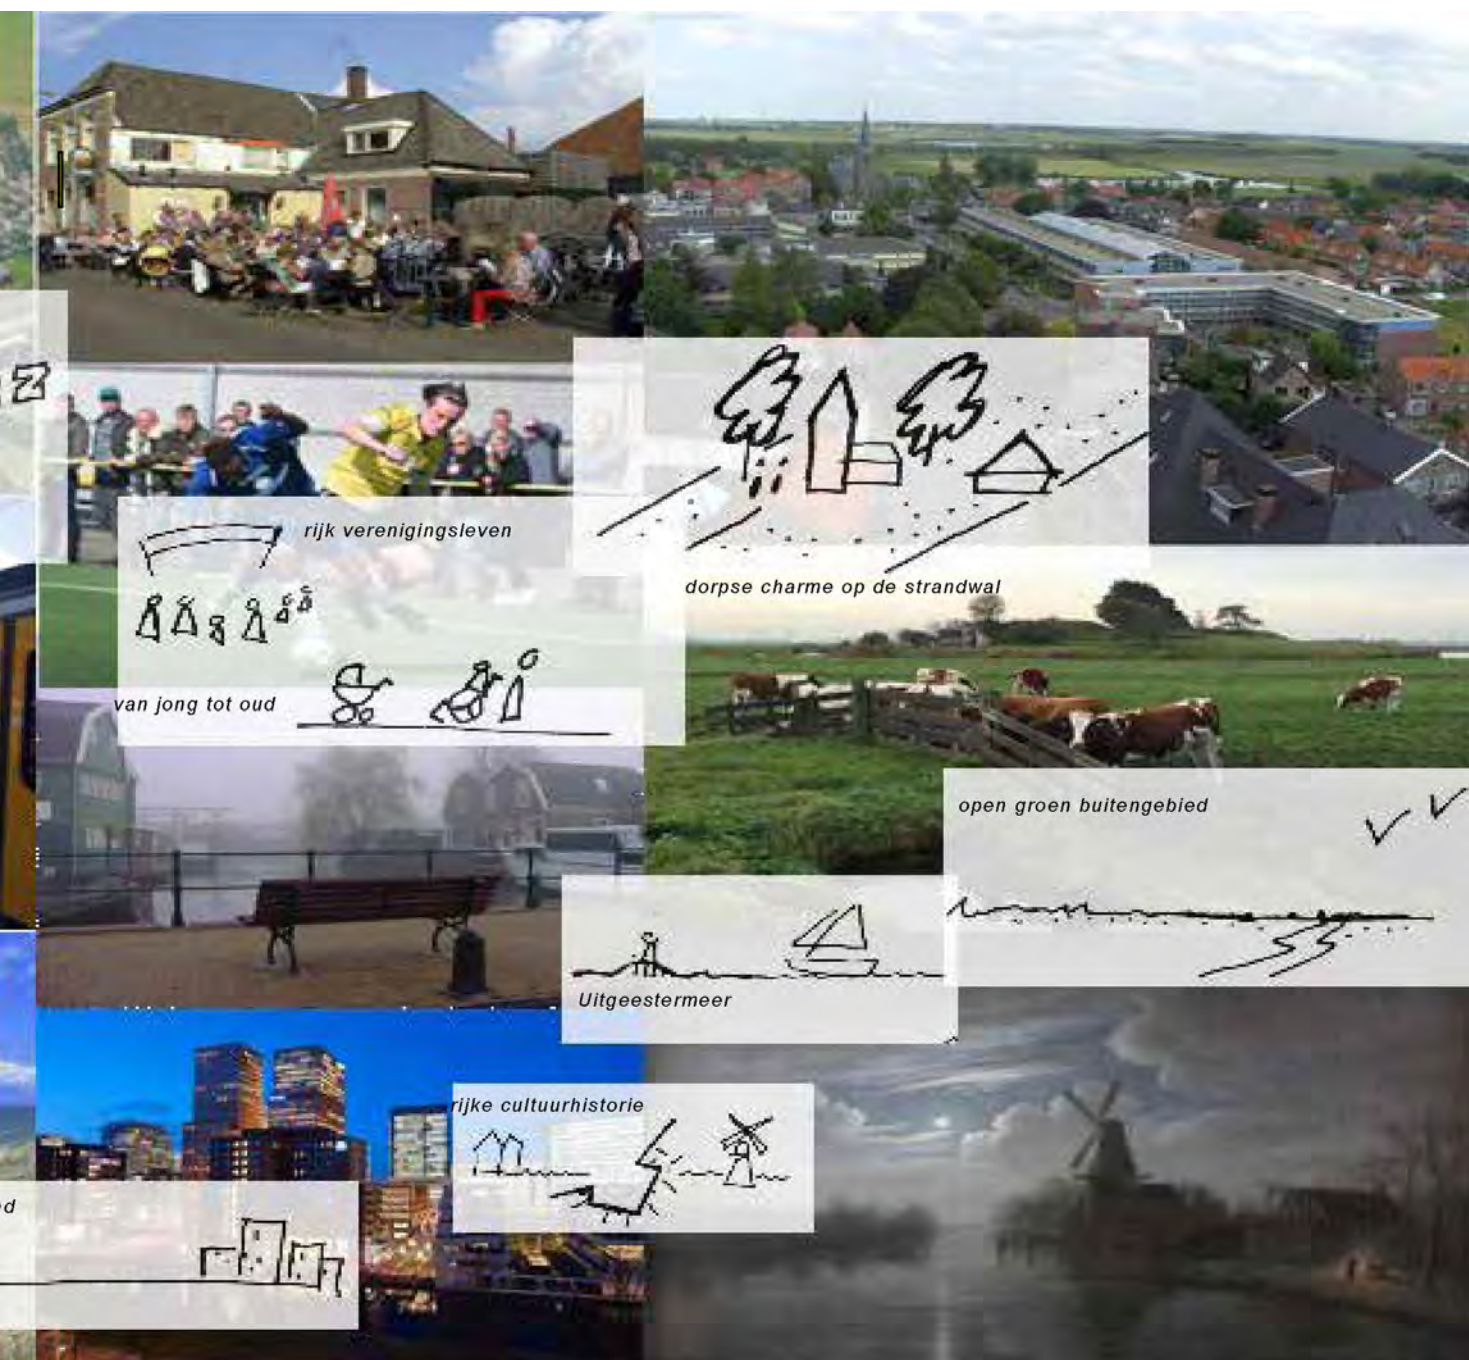 rijk verenigingsleven
dorpse charme op de strandwal
van jong tot oud
open groen buitengebied
Uitgeestermeer
rijke cultuurhistorie